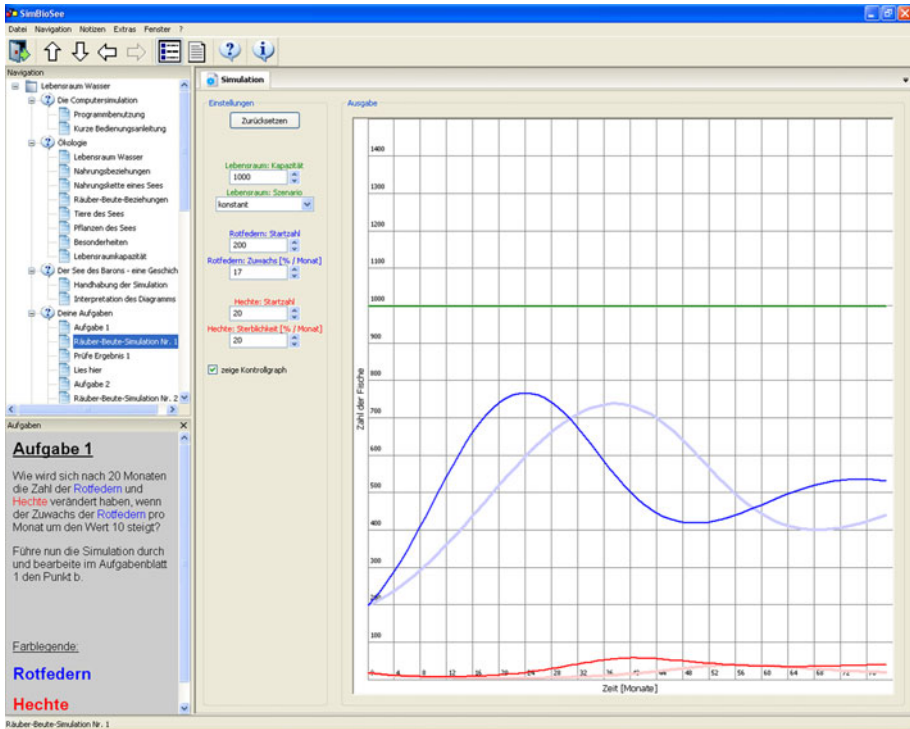 SimBioSee
Datei Navigation Notizen Extras Fenster ?
Navigation
Lebensraum Wasser
Die Computersimulation
Programmbenutzung
Kurze Bedienungsanleitung
Ökologie
Lebensraum Wasser
Nahrungsbeziehungen
Nahrungskette eines Sees
Räuber-Beute-Beziehungen
Tiere des Sees
Pflanzen des Sees
Besonderheiten
Lebensraumkapazität
Der See des Barons - eine Geschich
Handhabung der Simulation
Interpretation des Diagramms
Deine Aufgaben
Aufgabe 1
Räuber-Beute-Simulation Nr. 1
Prüfe Ergebnis 1
Lies hier
Aufgabe 2
Räuber-Beute-Simulation Nr. 2
Aufgaben
Aufgabe 1
Wie wird sich nach 20 Monaten
die Zahl der Rotfedern und
Hechte verändert haben, wenn
der Zuwachs der Rotfedern pro
Monat um den Wert 10 steigt?
Führe nun die Simulation durch
und bearbeite im Aufgabenblatt
1 den Punkt b.
Farblegende:
Rotfedern
Hechte
Räuber-Beute-Simulation Nr. 1
Simulation
Einstellungen
Zurücksetzen
Lebensraum: Kapazität
1000
Lebensraum: Szenario
konstant
Rotfedern: Startzahl
200
Rotfedern: Zuwachs [% / Monat]
17
Hechte: Startzahl
20
Hechte: Sterblichkeit [% / Monat]
20
zeige Kontrollgraph
Ausgabe
Zahl der Fische
1400
1300
1200
1000
900
800
700
600
500
400
200
100
4 8 12 16 20 24 28 32 36 48 52 56 60 64 68 72 76
Zeit [Monate]